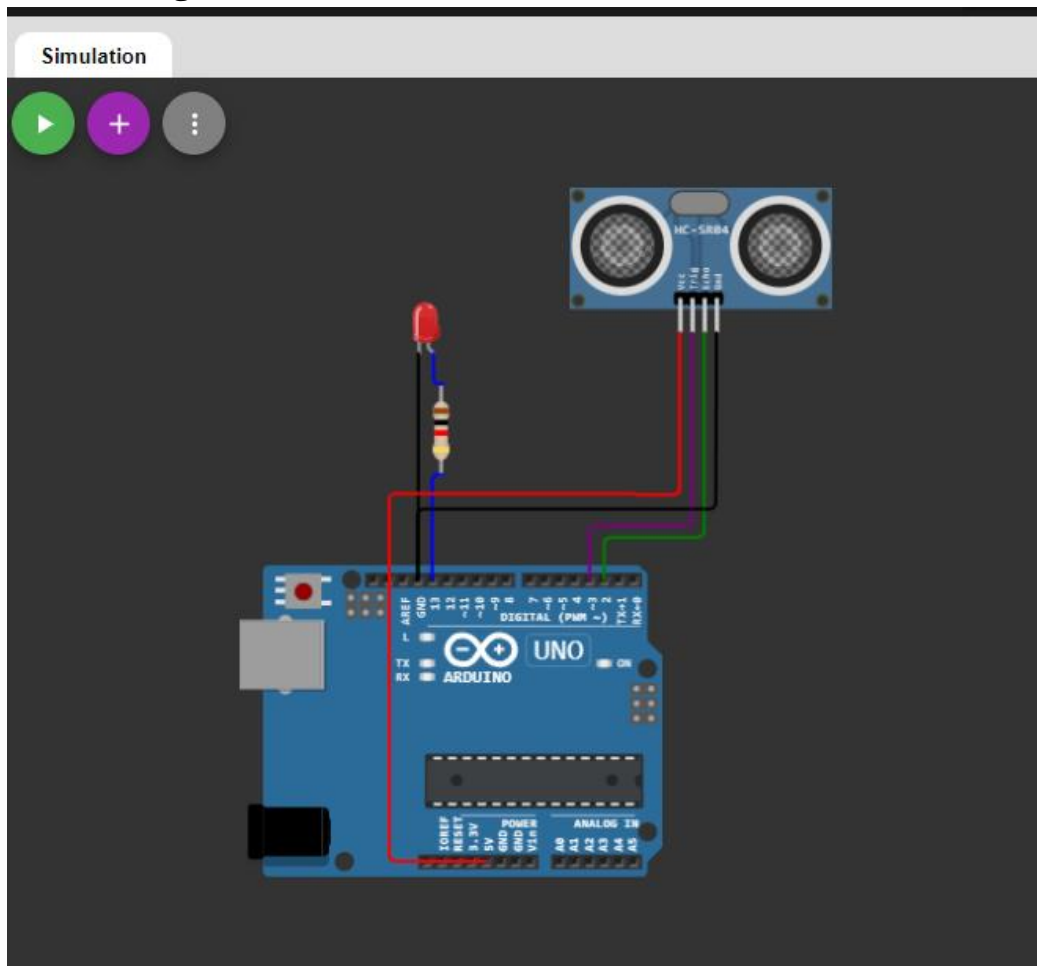 Simulation
HC-SR04
Vcc
Trig
Echo
Gnd
AREF
GND
13
12
~11
~10
~9
8
7
~6
~5
4
~3
2
TX→1
RX←0
DIGITAL (PWM ~)
L
TX
RX
UNO
ON
ARDUINO
IOREF
RESET
3.3V
5V
GND
GND
Vin
POWER
ANALOG IN
A0
A1
A2
A3
A4
A5